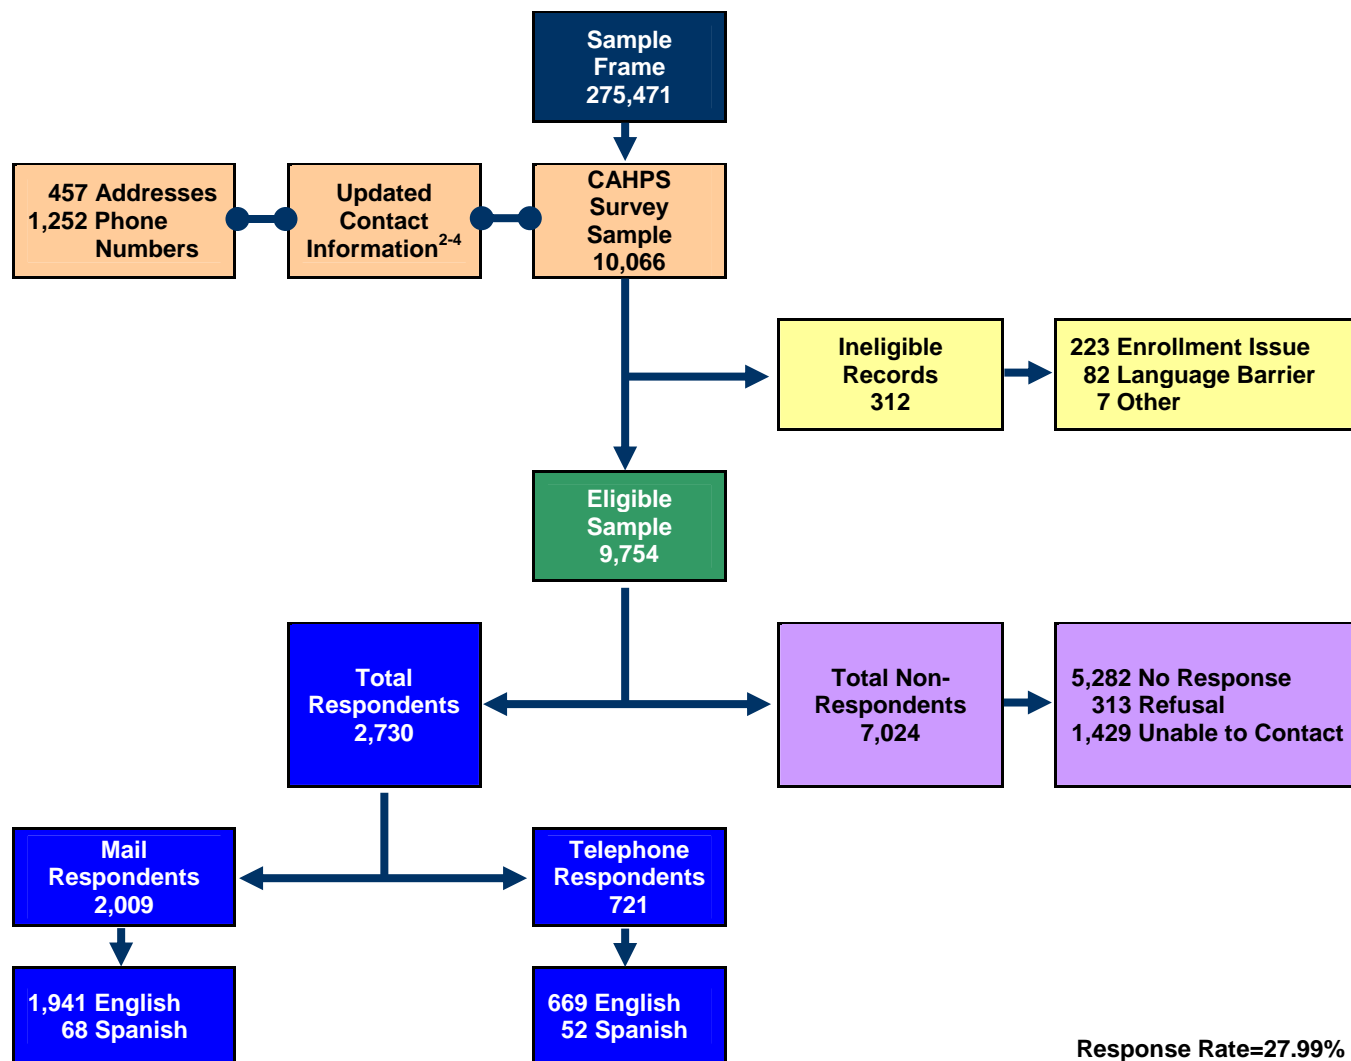 Sample
Frame
275,471
457 Addresses
1,252 Phone
Numbers
Updated
Contact
Information2-4
CAHPS
Survey
Sample
10,066
Ineligible
Records
312
223 Enrollment Issue
82 Language Barrier
7 Other
Eligible
Sample
9,754
Total
Respondents
2,730
Total Non-
Respondents
7,024
5,282 No Response
313 Refusal
1,429 Unable to Contact
Mail
Respondents
2,009
Telephone
Respondents
721
1,941 English
68 Spanish
669 English
52 Spanish
Response Rate=27.99%